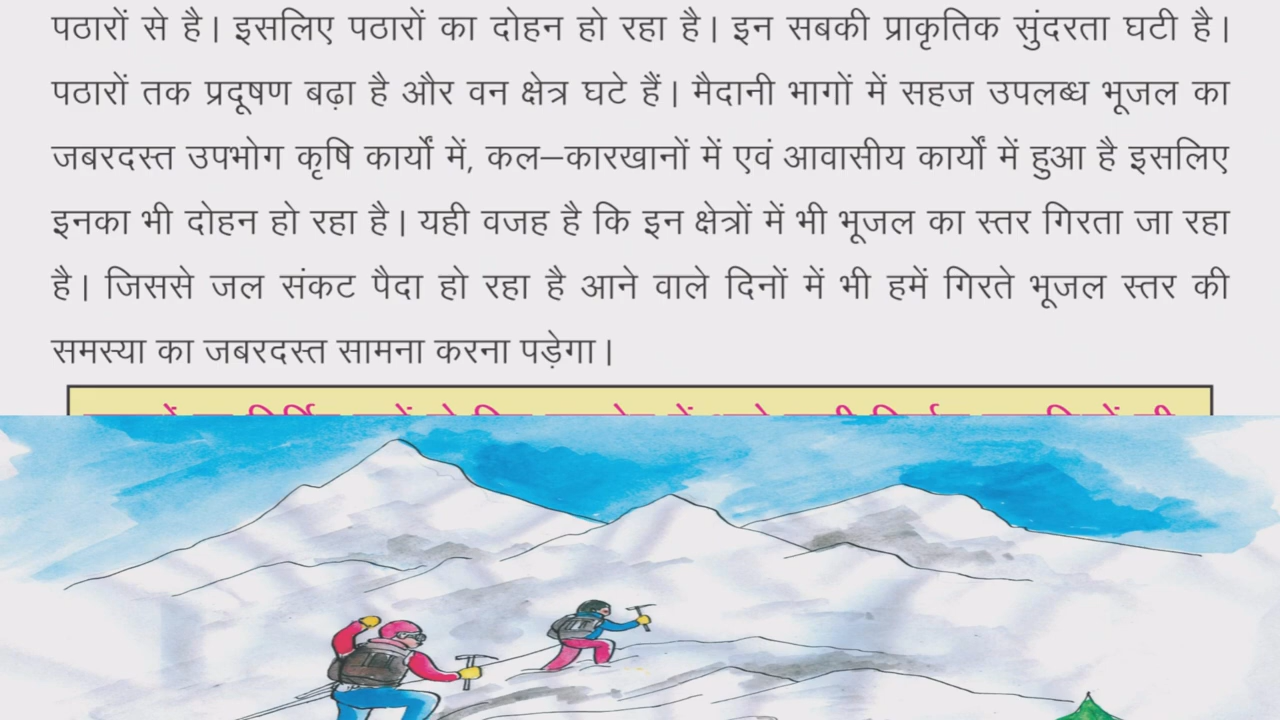 पठारों से है। इसलिए पठारों का दोहन हो रहा है। इन सबकी प्राकृतिक सुंदरता घटी है।
पठारों तक प्रदूषण बढ़ा है और वन क्षेत्र घटे हैं। मैदानी भागों में सहज उपलब्ध भूजल का
जबरदस्त उपभोग कृषि कार्यों में, कल–कारखानों में एवं आवासीय कार्यों में हुआ है इसलिए
इनका भी दोहन हो रहा है। यही वजह है कि इन क्षेत्रों में भी भूजल का स्तर गिरता जा रहा
है। जिससे जल संकट पैदा हो रहा है आने वाले दिनों में भी हमें गिरते भूजल स्तर की
समस्या का जबरदस्त सामना करना पड़ेगा।